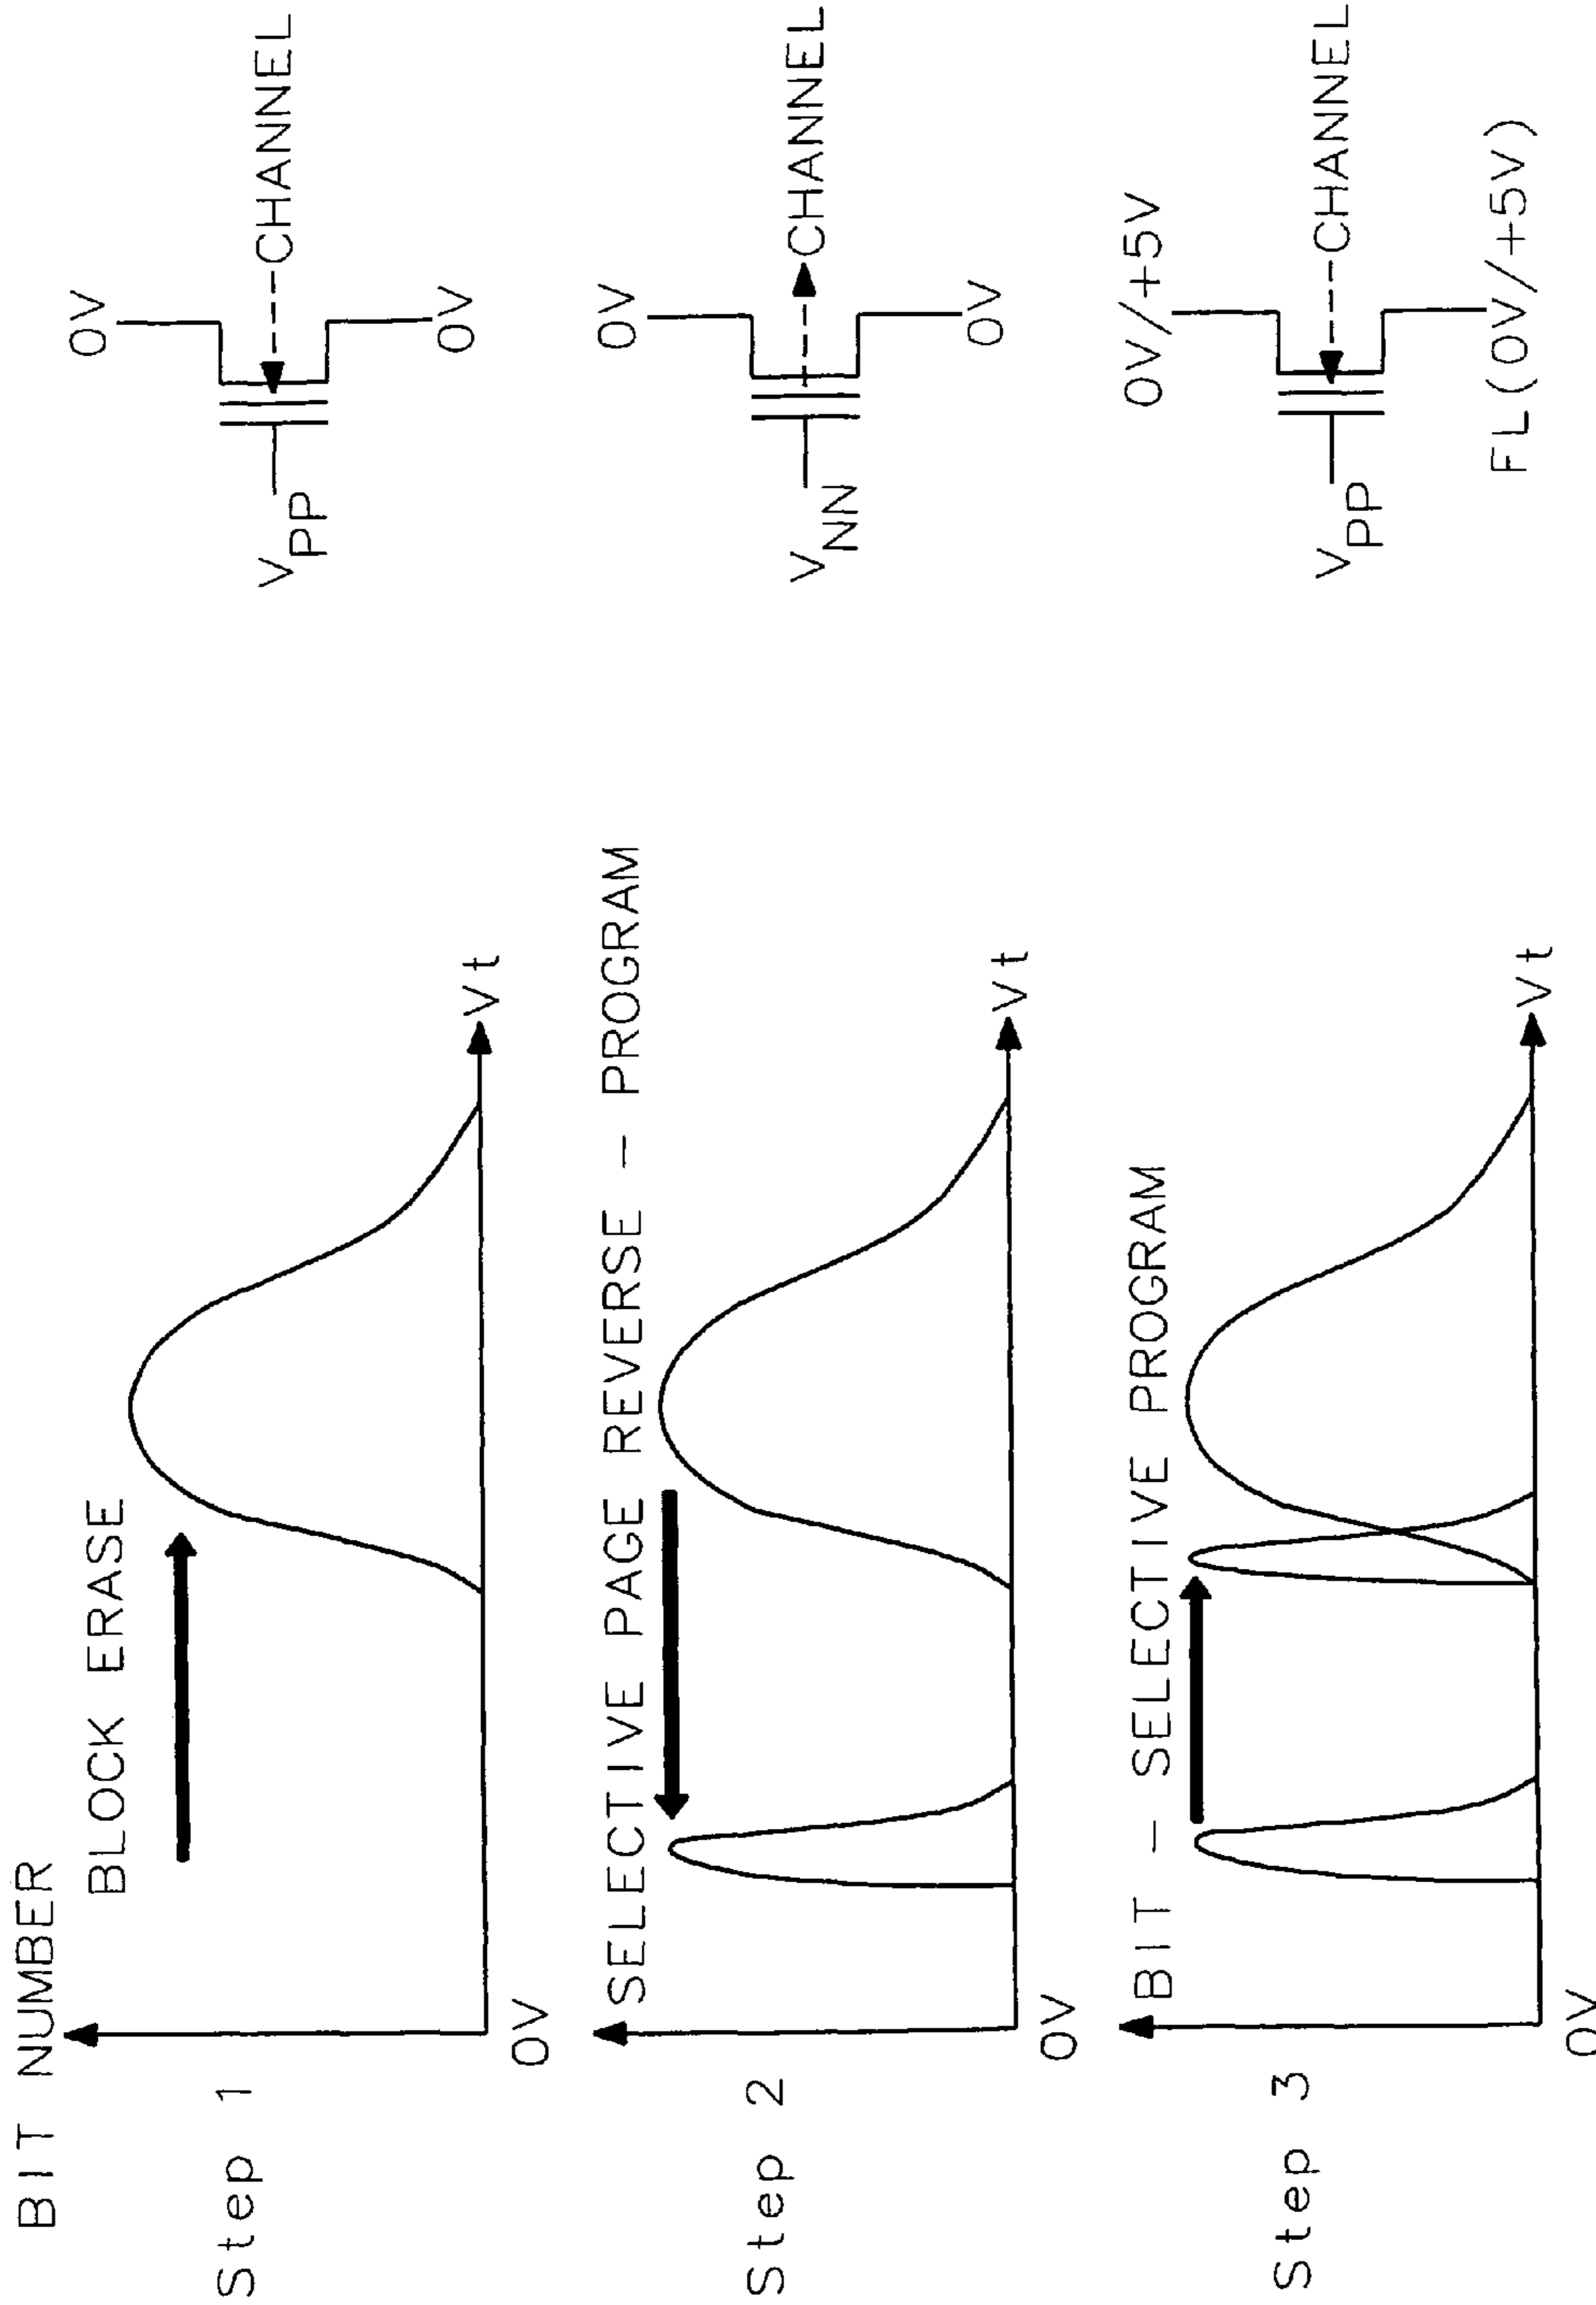 BIT NUMBER
Step 1
BLOCK ERASE
0V
Vt
0V
VPP
CHANNEL
0V
Step 2
SELECTIVE PAGE REVERSE - PROGRAM
0V
Vt
0V
VNN
CHANNEL
0V
Step 3
BIT - SELECTIVE PROGRAM
0V
Vt
0V/+5V
VPP
CHANNEL
FL(0V/+5V)